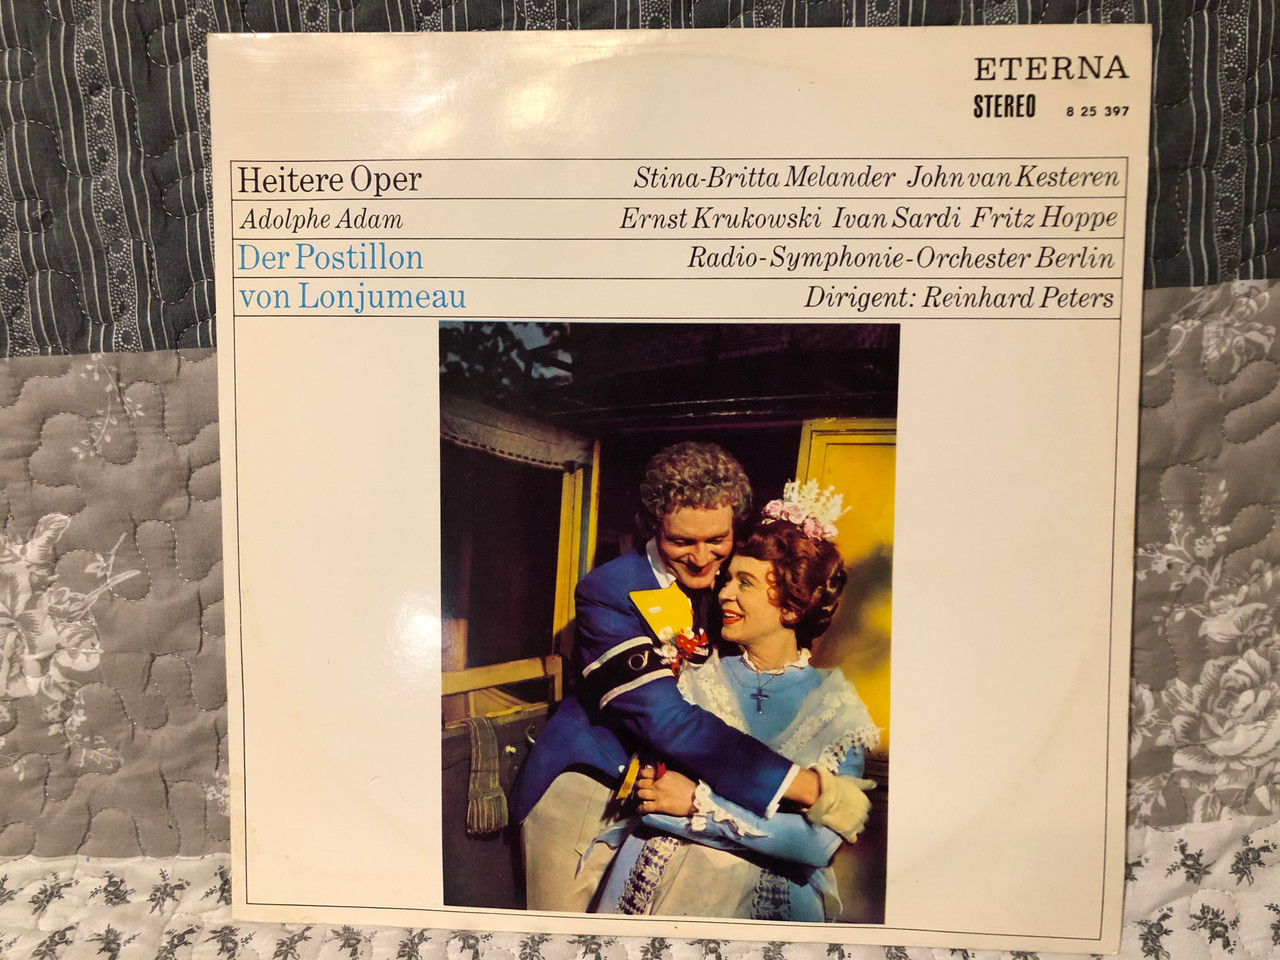 ETERNA
STEREO 8 25 397
Heitere Oper Stina-Britta Melander John van Kesteren
Adolphe Adam Ernst Krukowski Ivan Sardi Fritz Hoppe
Der Postillon Radio-Symphonie-Orchester Berlin
von Lonjumeau Dirigent: Reinhard Peters